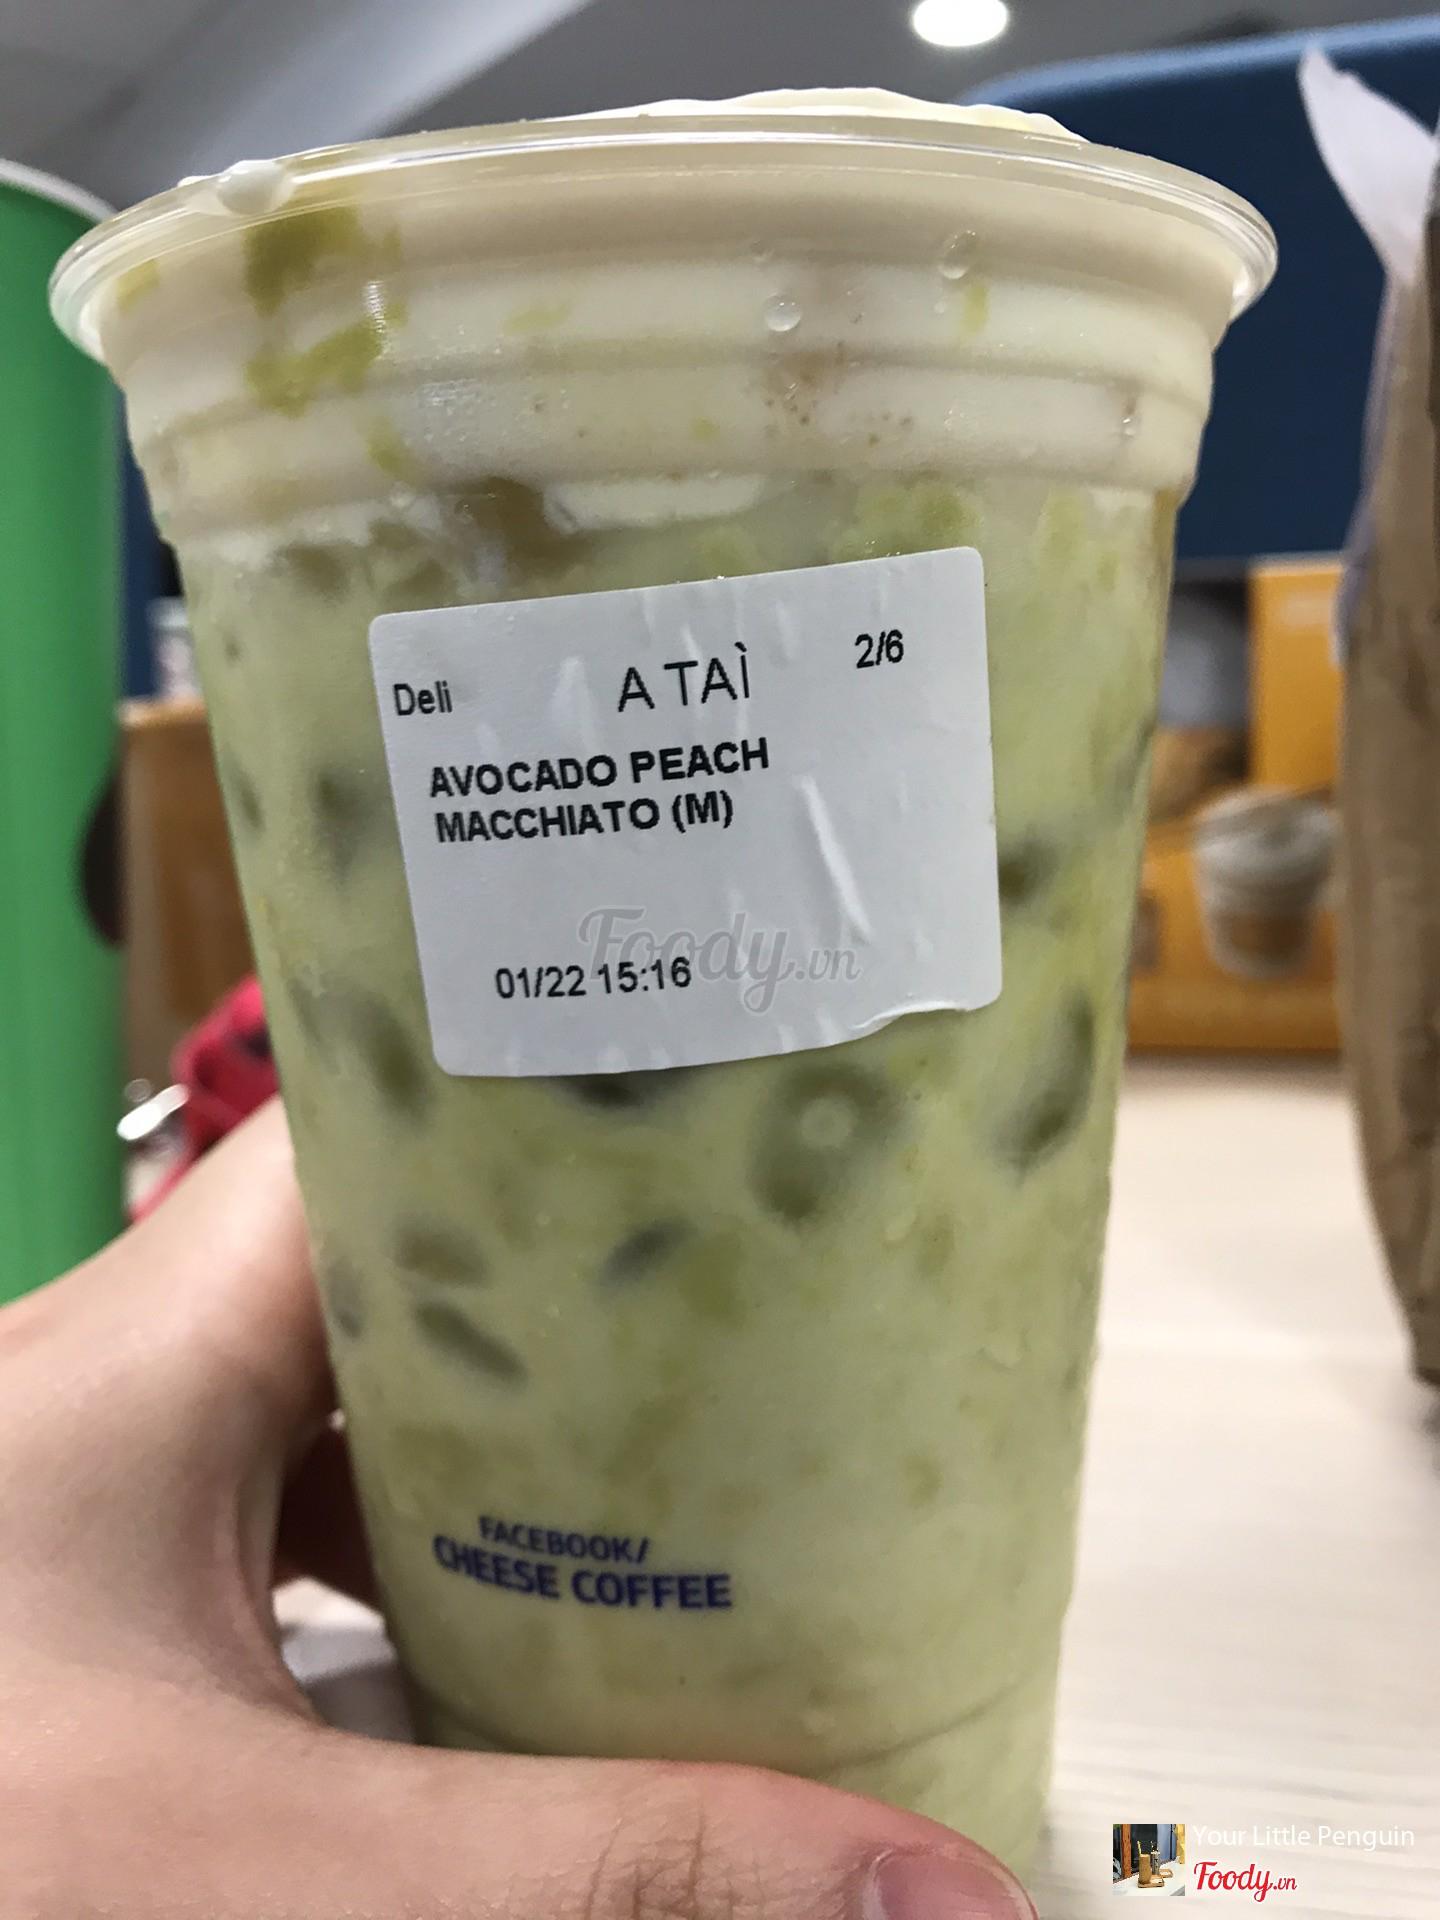 Deli A TAÌ 2/6
AVOCADO PEACH
MACCHIATO (M)
Foody.vn
01/22 15:16
FACEBOOK/
CHEESE COFFEE
Your Little Penguin
Foody.vn